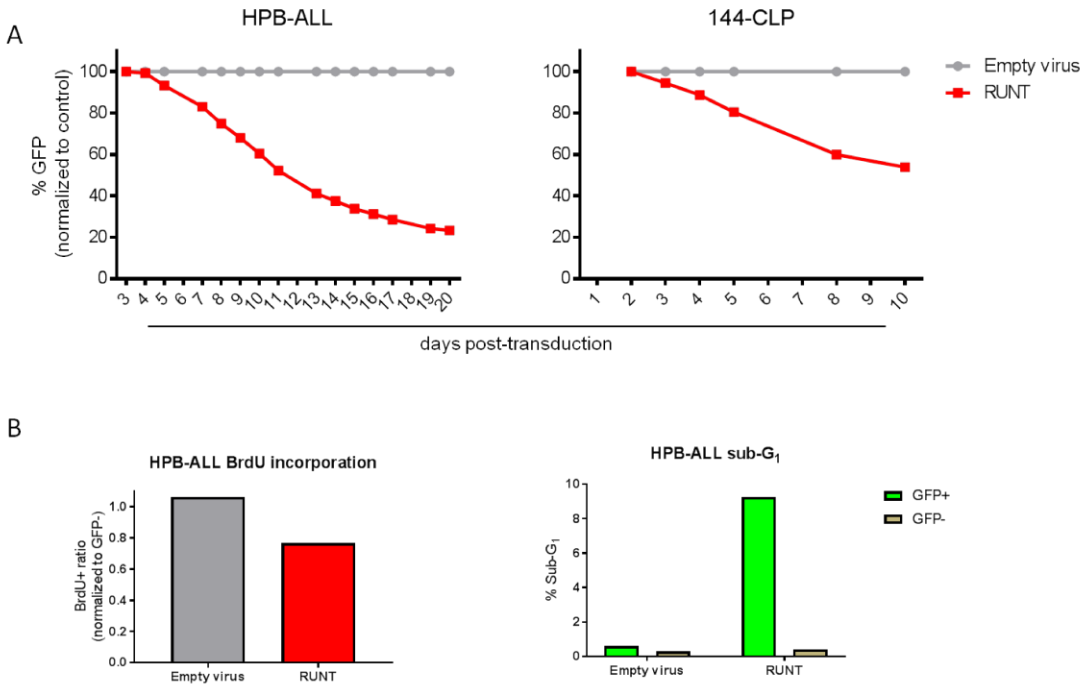 A
HPB-ALL
144-CLP
% GFP
(normalized to control)
100
80
60
40
20
0
3 4 5 6 7 8 9 10 11 12 13 14 15 16 17 18 19 20
100
80
60
40
20
0
1 2 3 4 5 6 7 8 9 10
Empty virus
RUNT
days post-transduction
B
HPB-ALL BrdU incorporation
BrdU+ ratio
(normalized to GFP-)
1.0
0.8
0.6
0.4
0.2
0.0
Empty virus RUNT
HPB-ALL sub-G₁
% Sub-G₁
10
8
6
4
2
0
Empty virus RUNT
GFP+
GFP-